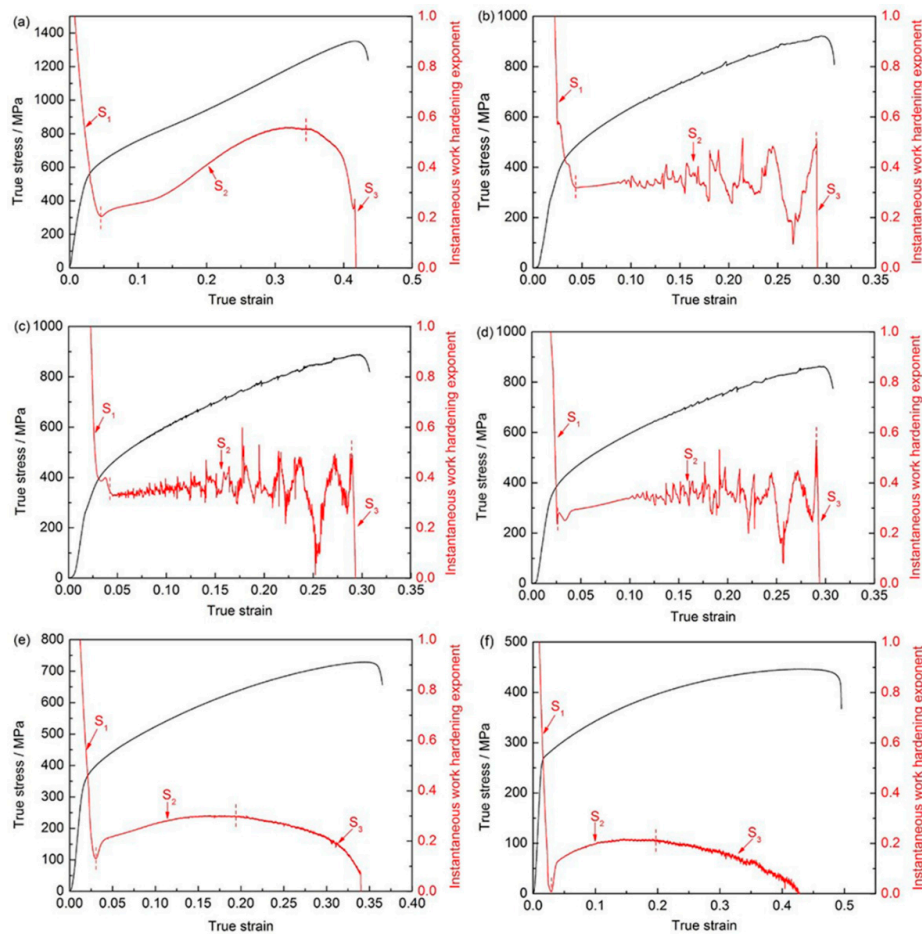 (a)
1400
1200
1000
800
600
400
200
0
True stress / MPa
0.0
0.1
0.2
0.3
0.4
0.5
True strain
1.0
0.8
0.6
0.4
0.2
0.0
Instantaneous work hardening exponent
S1
S2
S3
(b)
1000
800
600
400
200
0
True stress / MPa
0.00
0.05
0.10
0.15
0.20
0.25
0.30
0.35
True strain
1.0
0.8
0.6
0.4
0.2
0.0
Instantaneous work hardening exponent
S1
S2
S3
(c)
1000
800
600
400
200
0
True stress / MPa
0.00
0.05
0.10
0.15
0.20
0.25
0.30
0.35
True strain
1.0
0.8
0.6
0.4
0.2
0.0
Instantaneous work hardening exponent
S1
S2
S3
(d)
1000
800
600
400
200
0
True stress / MPa
0.00
0.05
0.10
0.15
0.20
0.25
0.30
0.35
True strain
1.0
0.8
0.6
0.4
0.2
0.0
Instantaneous work hardening exponent
S1
S2
S3
(e)
800
700
600
500
400
300
200
100
0
True stress / MPa
0.00
0.05
0.10
0.15
0.20
0.25
0.30
0.35
0.40
True strain
1.0
0.8
0.6
0.4
0.2
0.0
Instantaneous work hardening exponent
S1
S2
S3
(f)
500
400
300
200
100
0
True stress / MPa
0.0
0.1
0.2
0.3
0.4
0.5
True strain
1.0
0.8
0.6
0.4
0.2
0.0
Instantaneous work hardening exponent
S1
S2
S3